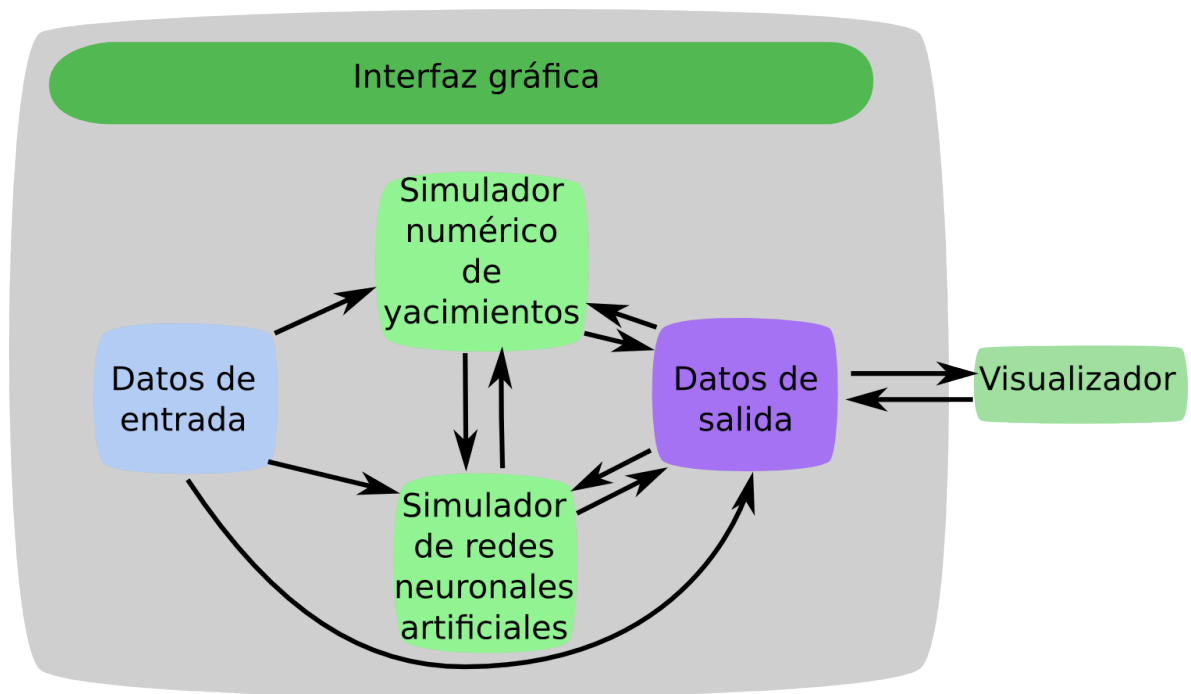 Interfaz gráfica
Simulador
numérico
de
yacimientos
Datos de
entrada
Datos de
salida
Visualizador
Simulador
de redes
neuronales
artificiales